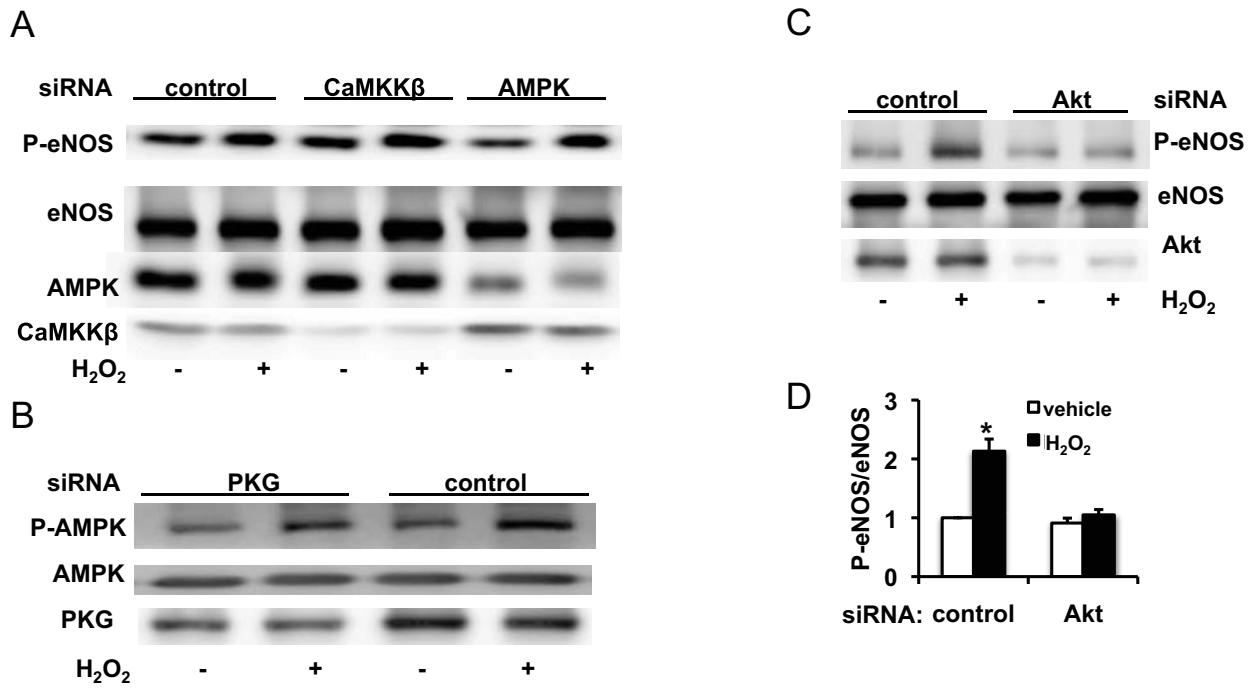 A
siRNA control CaMKKβ AMPK
P-eNOS
eNOS
AMPK
CaMKKβ
H₂O₂ - + - + - +
B
siRNA PKG control
P-AMPK
AMPK
PKG
H₂O₂ - + - +
C
control Akt siRNA
P-eNOS
eNOS
Akt
- + - + H₂O₂
D
P-eNOS/eNOS
3
2
1
0
vehicle
H₂O₂
*
siRNA: control Akt